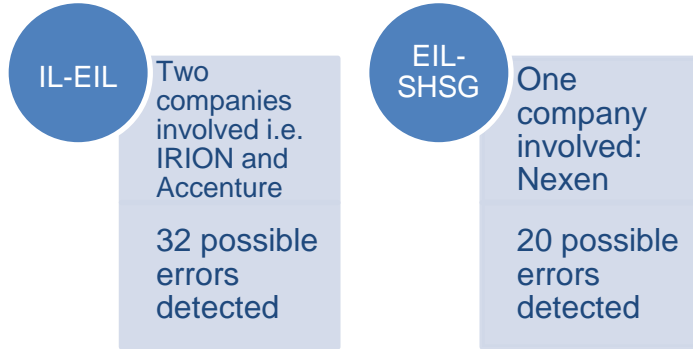 IL-EIL
Two
companies
involved i.e.
IRION and
Accenture
32 possible
errors
detected
EIL-
SHSG
One
company
involved:
Nexen
20 possible
errors
detected